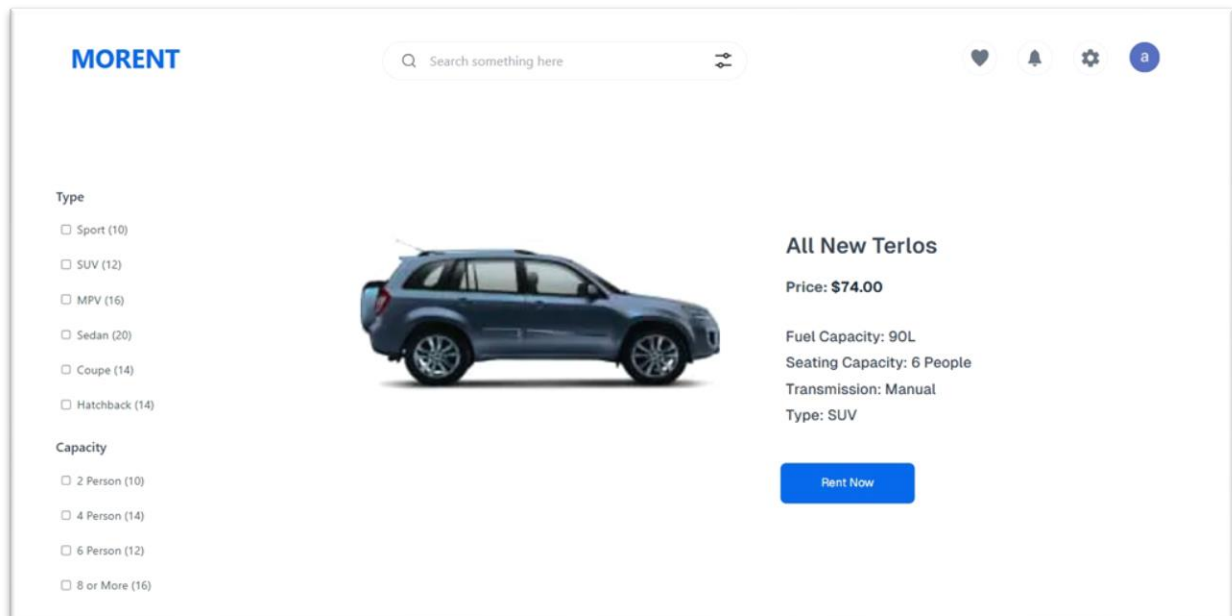 MORENT
Search something here
a
Type
Sport (10)
SUV (12)
MPV (16)
Sedan (20)
Coupe (14)
Hatchback (14)
Capacity
2 Person (10)
4 Person (14)
6 Person (12)
8 or More (16)
All New Terlos
Price: $74.00
Fuel Capacity: 90L
Seating Capacity: 6 People
Transmission: Manual
Type: SUV
Rent Now